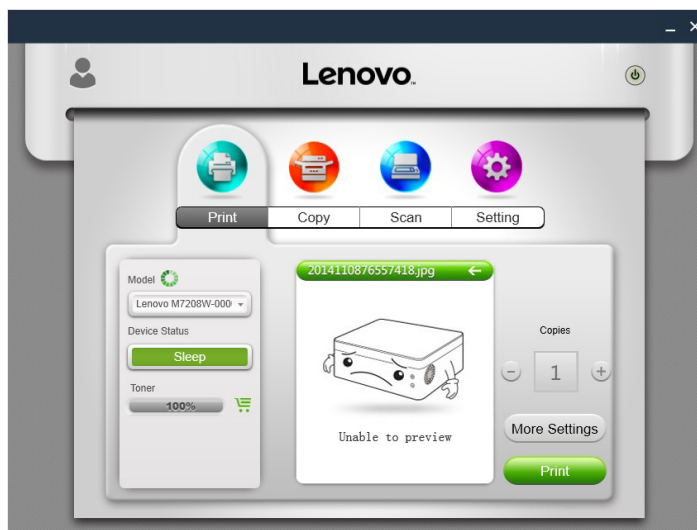 Lenovo
Print
Copy
Scan
Setting
Model
Lenovo M7208W-000
Device Status
Sleep
Toner
100%
2014110876557418.jpg
Unable to preview
Copies
1
More Settings
Print